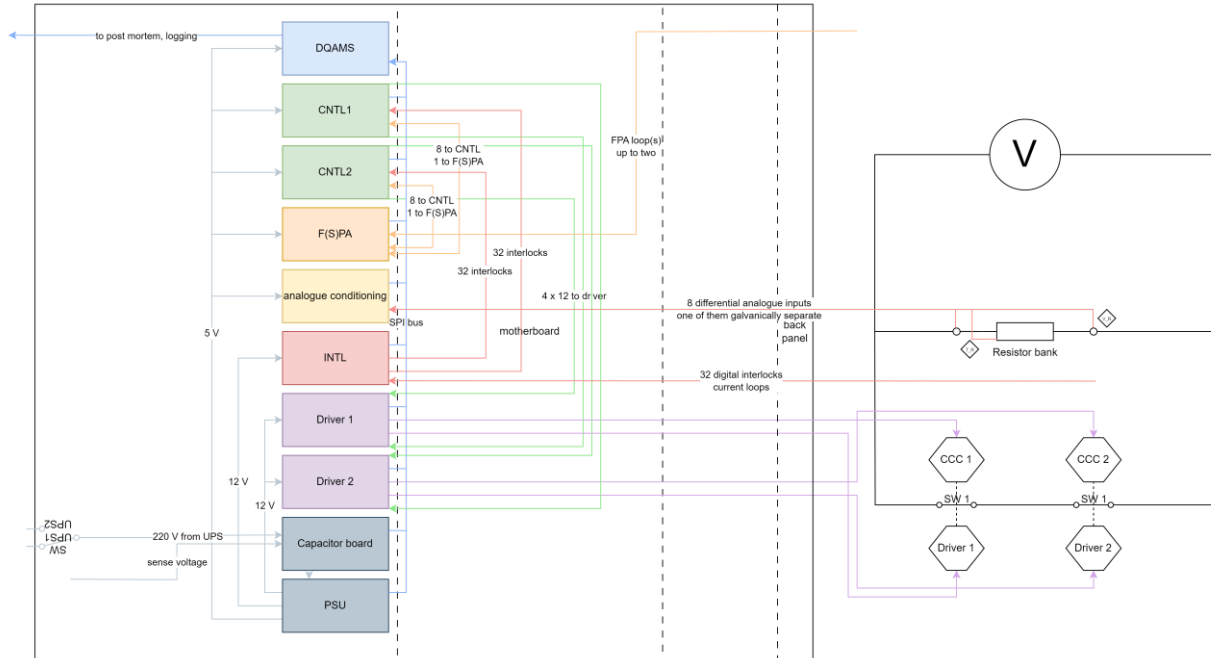 to post mortem, logging
DQAMS
CNTL1
8 to CNTL
1 to F(S)PA
FPA loop(s)
up to two
V
CNTL2
8 to CNTL
1 to F(S)PA
F(S)PA
32 interlocks
32 interlocks
analogue conditioning
4 x 12 to driver
8 differential analogue inputs
one of them galvanically separate
SPI bus
motherboard
back
panel
5 V
Resistor bank
INTL
32 digital interlocks
current loops
Driver 1
CCC 1
CCC 2
Driver 2
12 V
12 V
SW 1
SW 1
UPS2
UPS1
SW
220 V from UPS
Capacitor board
sense voltage
Driver 1
Driver 2
PSU